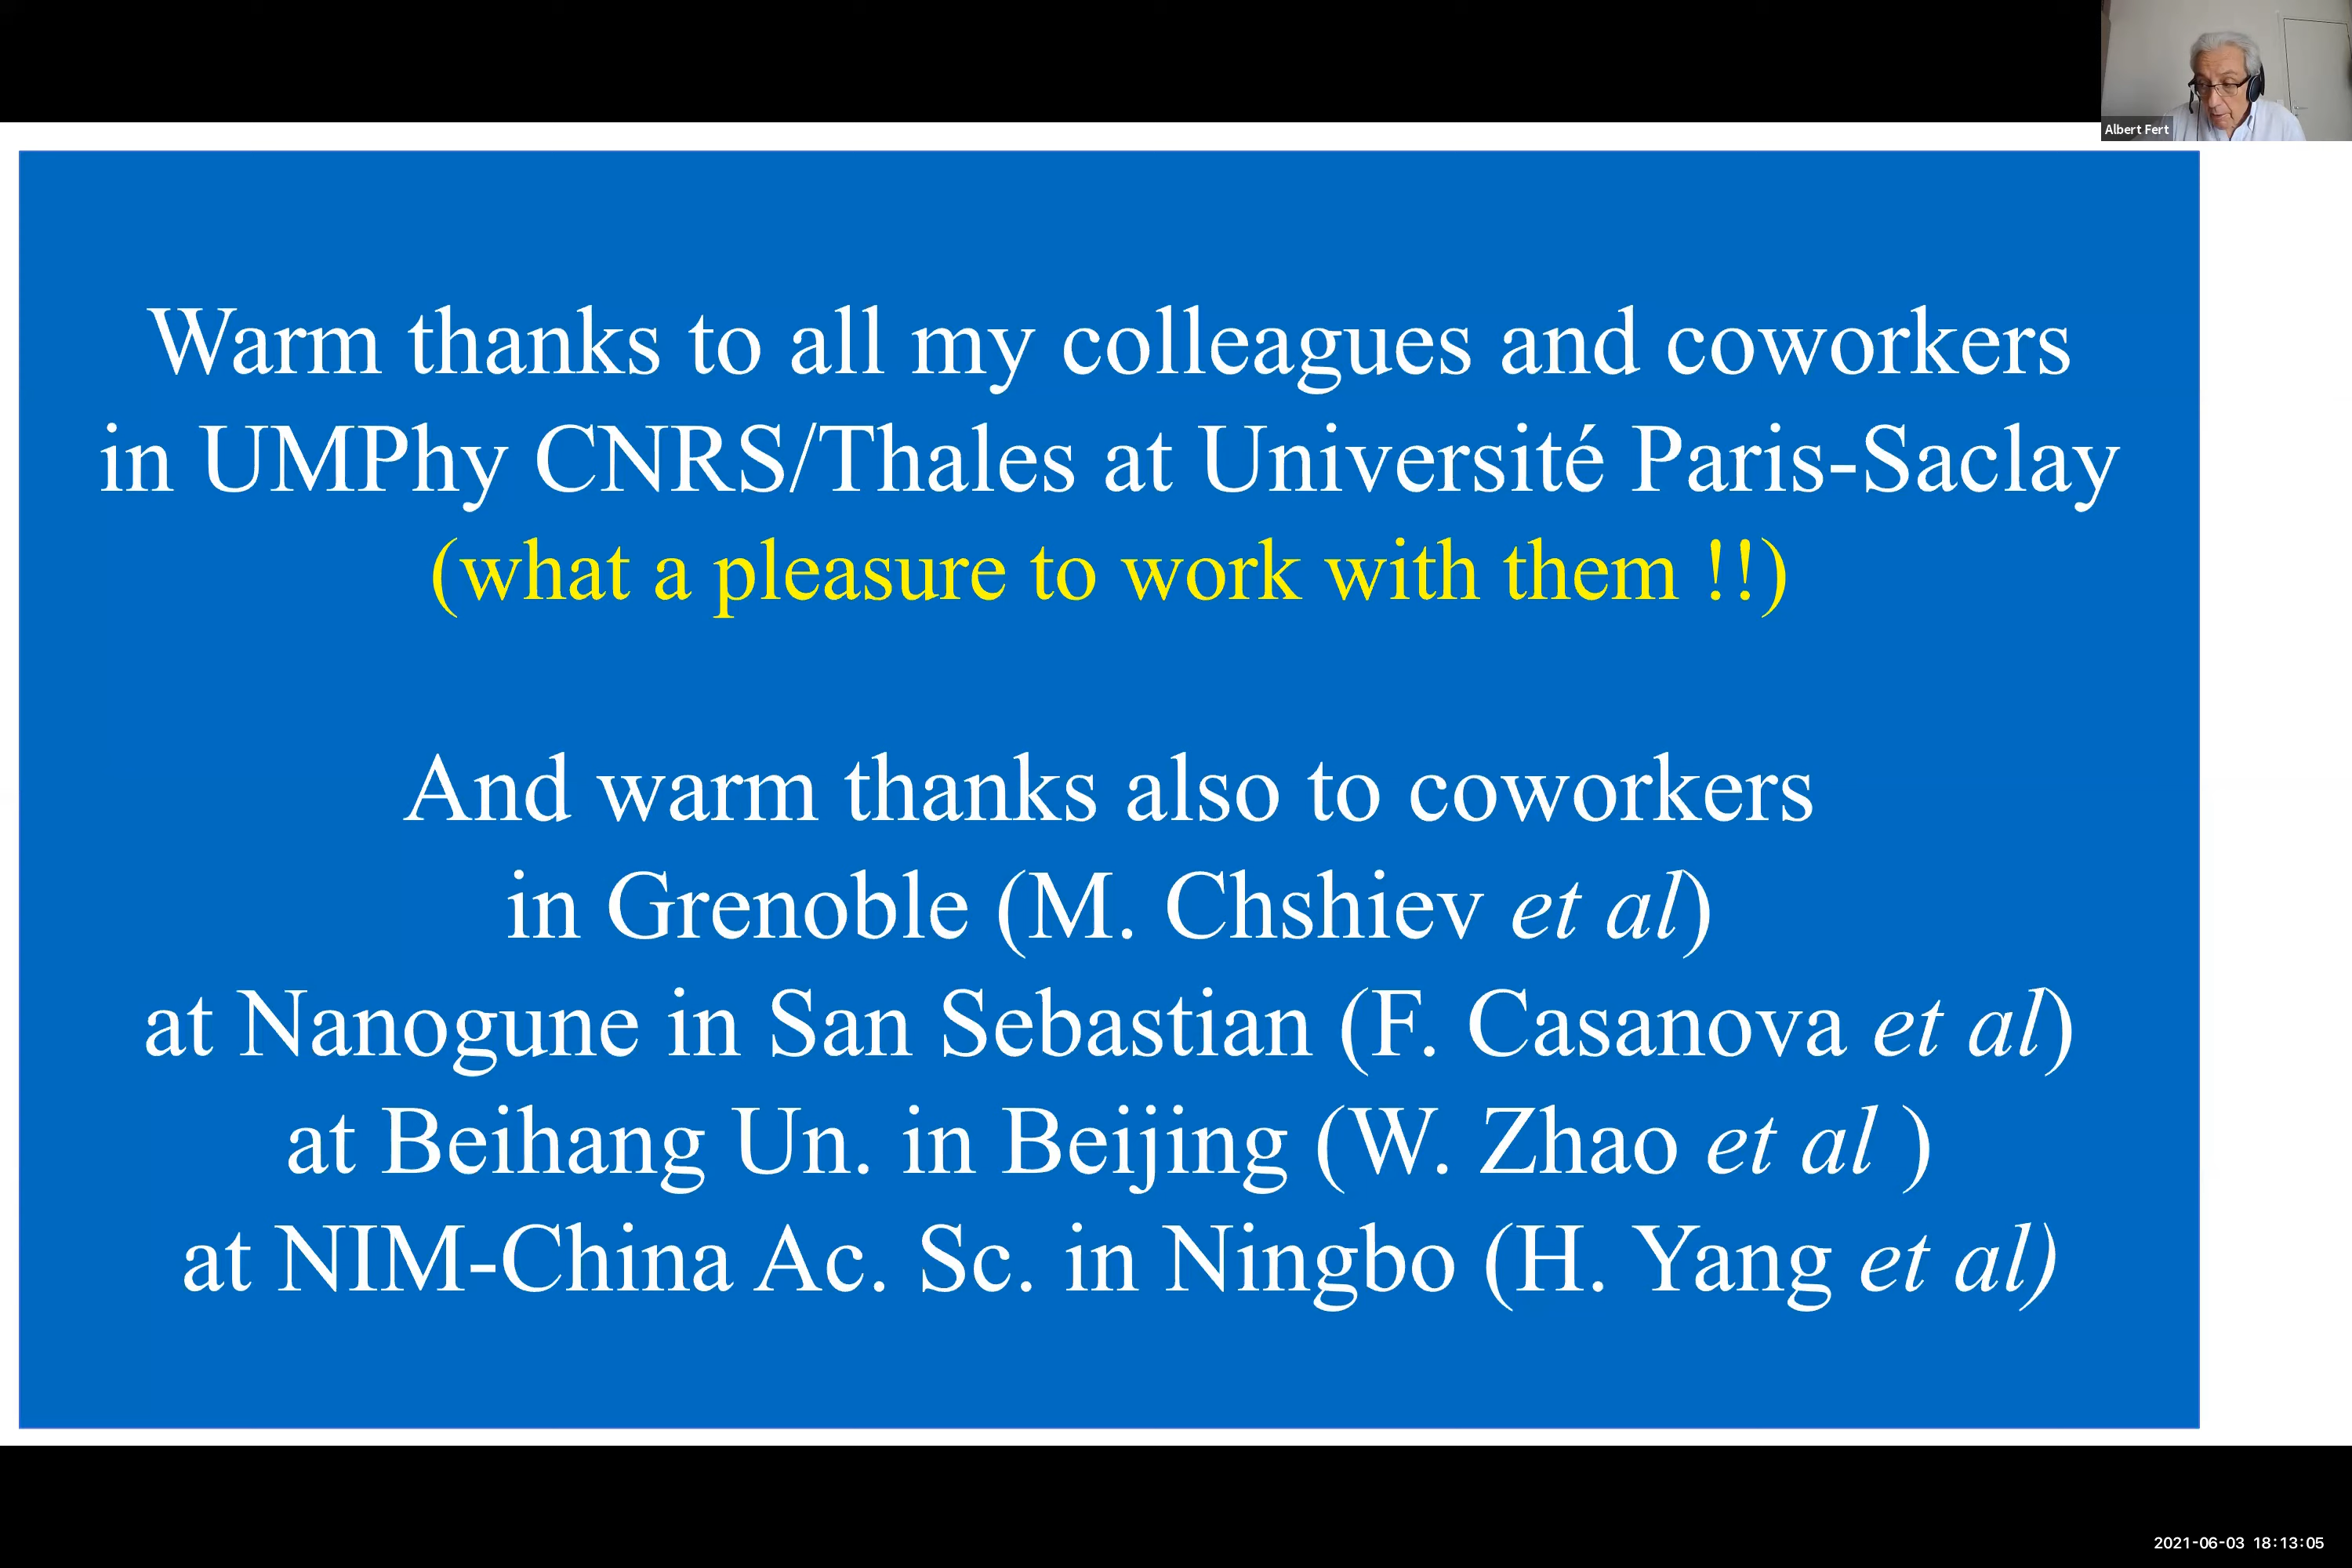 Albert Fert
Warm thanks to all my colleagues and coworkers
in UMPhy CNRS/Thales at Université Paris-Saclay
(what a pleasure to work with them !!)
And warm thanks also to coworkers
in Grenoble (M. Chshiev et al)
at Nanogune in San Sebastian (F. Casanova et al)
at Beihang Un. in Beijing (W. Zhao et al )
at NIM-China Ac. Sc. in Ningbo (H. Yang et al)
2021-06-03 18:13:05